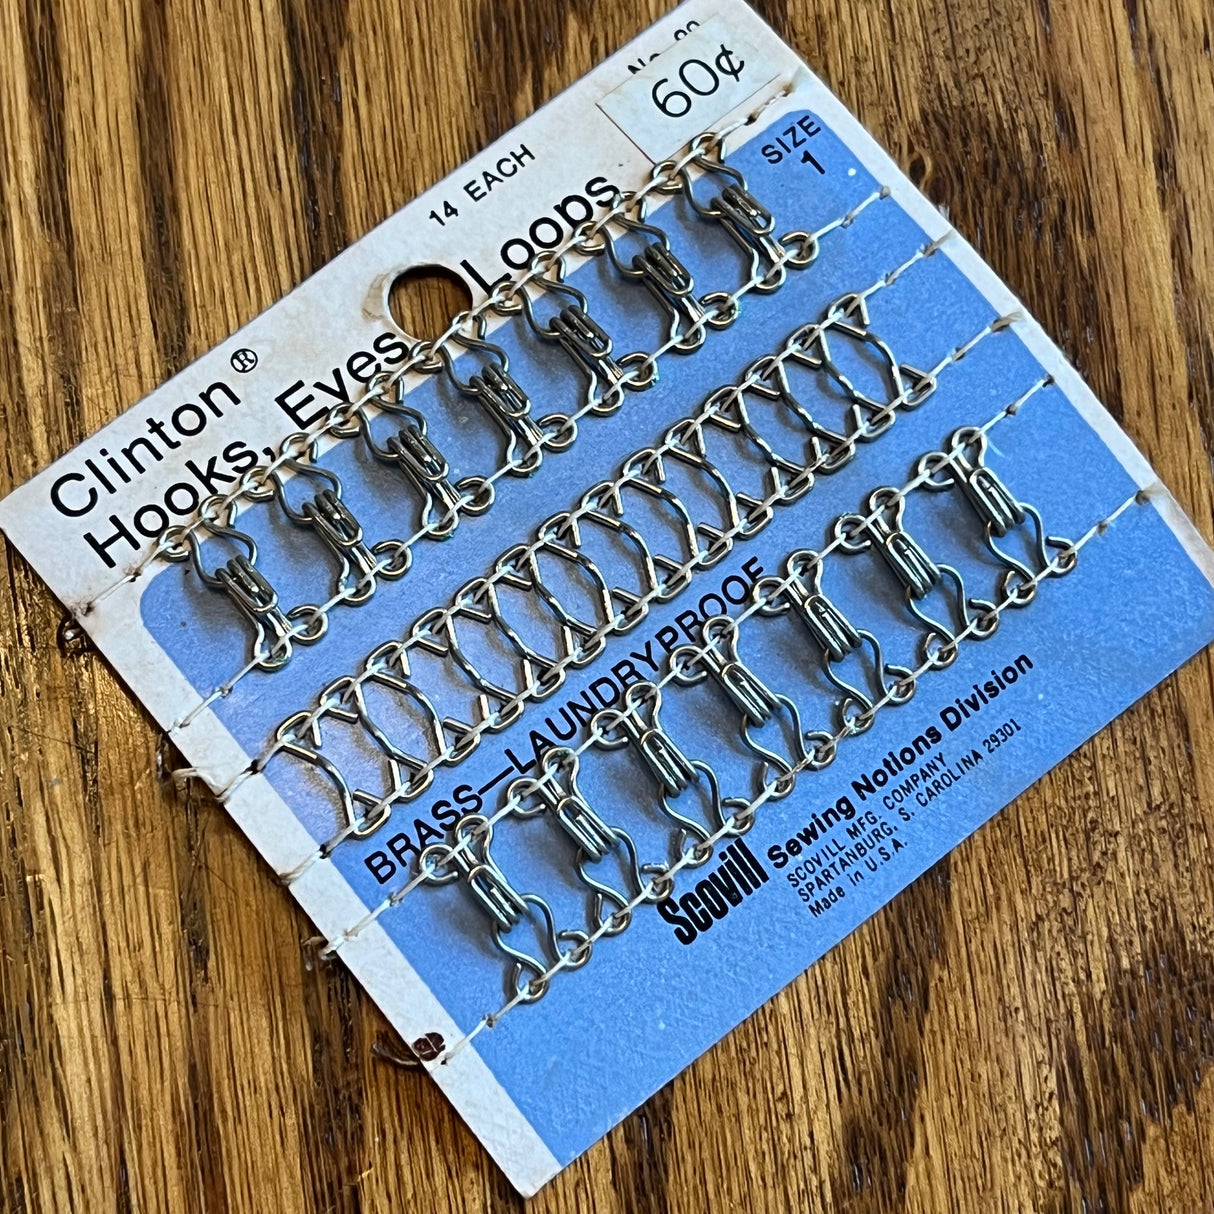 60¢
14 EACH
SIZE
1
Clinton®
Hooks, Eyes Loops
BRASS—LAUNDRYPROOF
Scovill Sewing Notions Division
SCOVILL MFG. COMPANY
SPARTANBURG, S. CAROLINA 29301
Made in U.S.A.